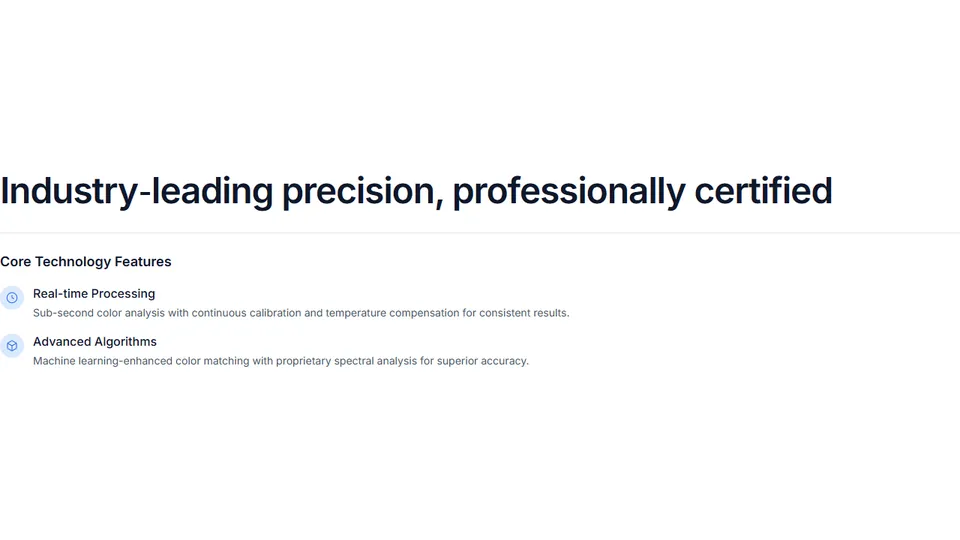 Industry-leading precision, professionally certified
Core Technology Features
Real-time Processing
Sub-second color analysis with continuous calibration and temperature compensation for consistent results.
Advanced Algorithms
Machine learning-enhanced color matching with proprietary spectral analysis for superior accuracy.